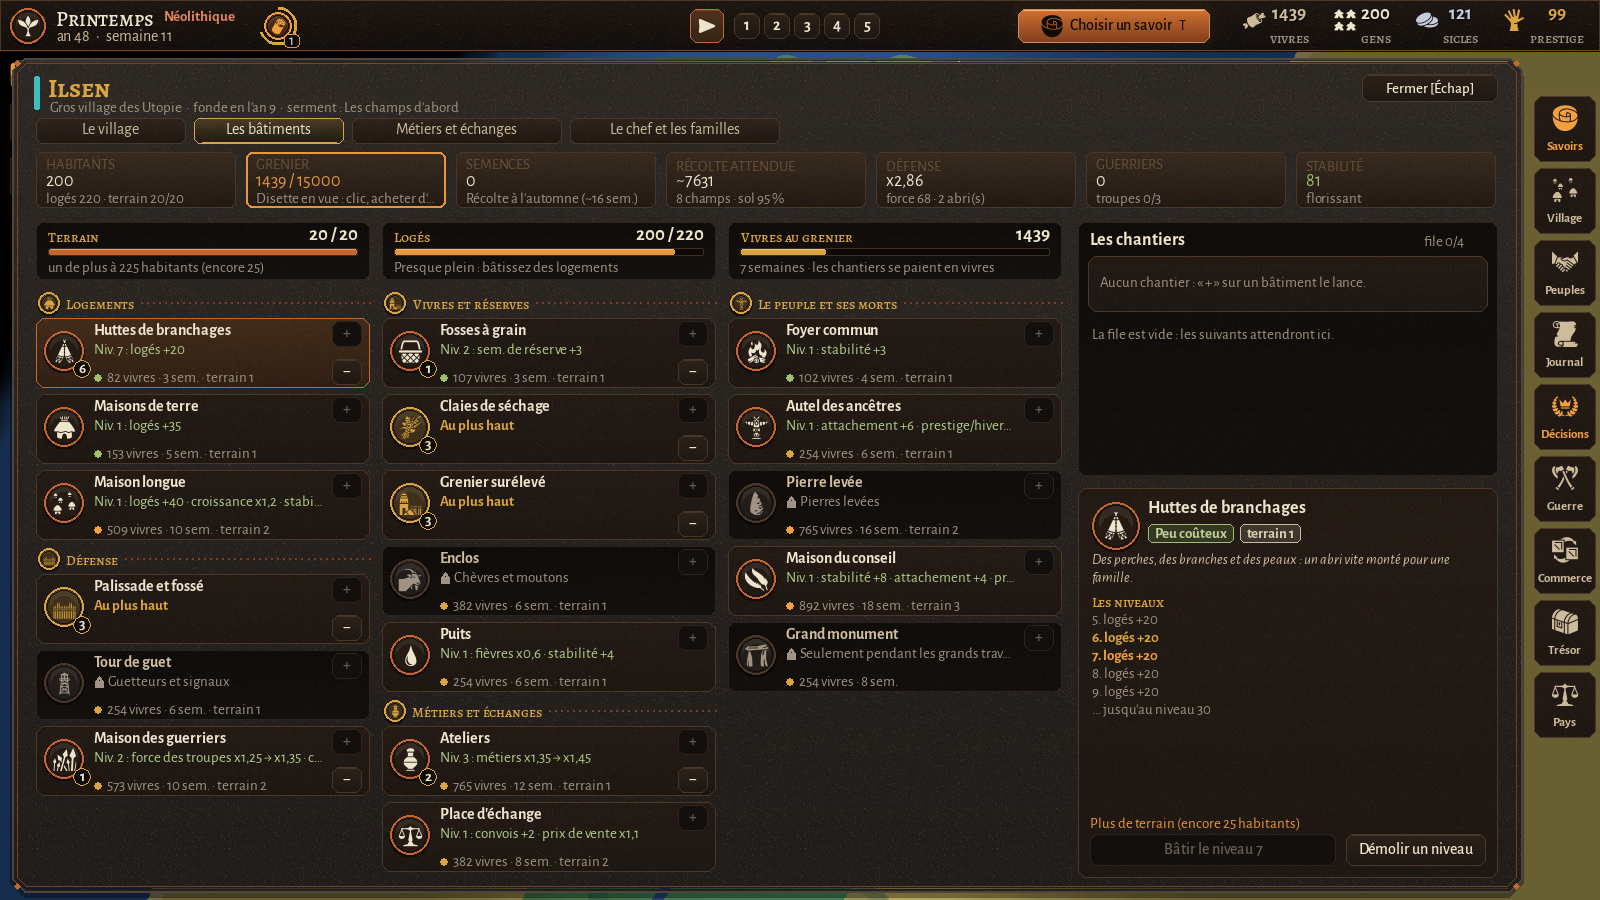 Printemps Néolithique
an 48 · semaine 11
1
1 2 3 4 5
Choisir un savoir T
1439
VIVRES
200
GENS
121
SICLES
99
PRESTIGE
Ilsen
Gros village des Utopie · fonde en l'an 9 · serment : Les champs d'abord
Fermer [Échap]
Le village
Les bâtiments
Métiers et échanges
Le chef et les familles
HABITANTS
200
logés 220 · terrain 20/20
GRENIER
1439 / 15000
Disette en vue : clic, acheter d'..
SEMENCES
0
Récolte à l'automne (~16 sem.)
RÉCOLTE ATTENDUE
~7631
8 champs · sol 95 %
DÉFENSE
x2,86
force 68 · 2 abri(s)
GUERRIERS
0
troupes 0/3
STABILITÉ
81
florissant
Terrain 20 / 20
un de plus à 225 habitants (encore 25)
Logés 200 / 220
Presque plein : bâtissez des logements
Vivres au grenier 1439
7 semaines · les chantiers se paient en vivres
Logements
Huttes de branchages +
Niv. 7 : logés +20
6
82 vivres · 3 sem. · terrain 1 −
Maisons de terre +
Niv. 1 : logés +35
153 vivres · 5 sem. · terrain 1
Maison longue +
Niv. 1 : logés +40 · croissance x1,2 · stabi...
509 vivres · 10 sem. · terrain 2
Défense
Palissade et fossé +
Au plus haut
3 −
Tour de guet +
Guetteurs et signaux
254 vivres · 6 sem. · terrain 1
Maison des guerriers +
Niv. 2 : force des troupes x1,25 → x1,35 · c...
1
573 vivres · 10 sem. · terrain 2 −
Vivres et réserves
Fosses à grain +
Niv. 2 : sem. de réserve +3
1
107 vivres · 3 sem. · terrain 1 −
Claies de séchage +
Au plus haut
3 −
Grenier surélevé +
Au plus haut
3 −
Enclos +
Chèvres et moutons
382 vivres · 6 sem. · terrain 1
Puits +
Niv. 1 : fièvres x0,6 · stabilité +4
254 vivres · 6 sem. · terrain 1
Métiers et échanges
Ateliers +
Niv. 3 : métiers x1,35 → x1,45
2
765 vivres · 12 sem. · terrain 1 −
Place d'échange +
Niv. 1 : convois +2 · prix de vente x1,1
382 vivres · 8 sem. · terrain 2
Le peuple et ses morts
Foyer commun +
Niv. 1 : stabilité +3
102 vivres · 4 sem. · terrain 1
Autel des ancêtres +
Niv. 1 : attachement +6 · prestige/hiver...
254 vivres · 6 sem. · terrain 1
Pierre levée +
Pierres levées
765 vivres · 16 sem. · terrain 2
Maison du conseil +
Niv. 1 : stabilité +8 · attachement +4 · pr...
892 vivres · 18 sem. · terrain 3
Grand monument +
Seulement pendant les grands trav...
254 vivres · 8 sem.
Les chantiers file 0/4
Aucun chantier : « + » sur un bâtiment le lance.
La file est vide : les suivants attendront ici.
Huttes de branchages
Peu coûteux terrain 1
Des perches, des branches et des peaux : un abri vite monté pour une
famille.
Les niveaux
5. logés +20
6. logés +20
7. logés +20
8. logés +20
9. logés +20
... jusqu'au niveau 30
Plus de terrain (encore 25 habitants)
Bâtir le niveau 7
Démolir un niveau
Savoirs
Village
Peuples
Journal
Décisions
Guerre
Commerce
Trésor
Pays